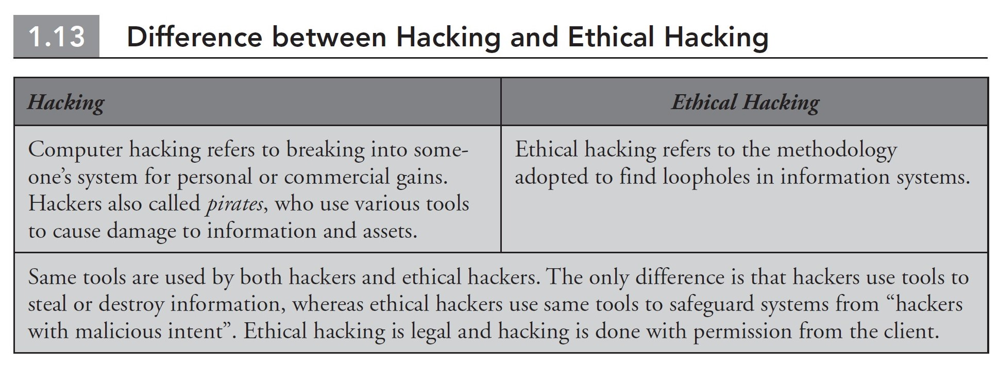 1.13 Difference between Hacking and Ethical Hacking
Hacking
Ethical Hacking
Computer hacking refers to breaking into some-
one’s system for personal or commercial gains.
Hackers also called pirates, who use various tools
to cause damage to information and assets.
Ethical hacking refers to the methodology
adopted to find loopholes in information systems.
Same tools are used by both hackers and ethical hackers. The only difference is that hackers use tools to
steal or destroy information, whereas ethical hackers use same tools to safeguard systems from “hackers
with malicious intent”. Ethical hacking is legal and hacking is done with permission from the client.